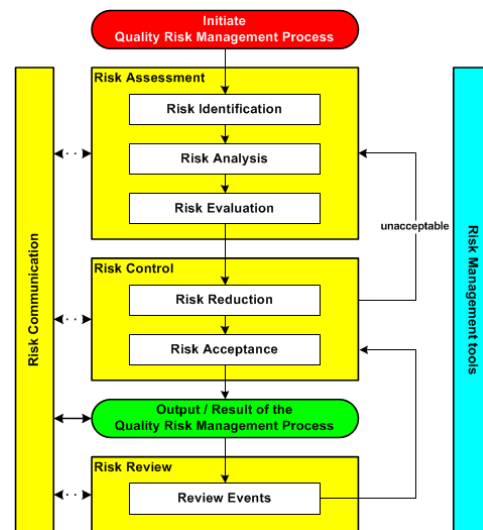 Initiate
Quality Risk Management Process
Risk Assessment
Risk Identification
Risk Analysis
Risk Evaluation
unacceptable
Risk Control
Risk Reduction
Risk Acceptance
Output / Result of the
Quality Risk Management Process
Risk Review
Review Events
Risk Communication
Risk Management tools